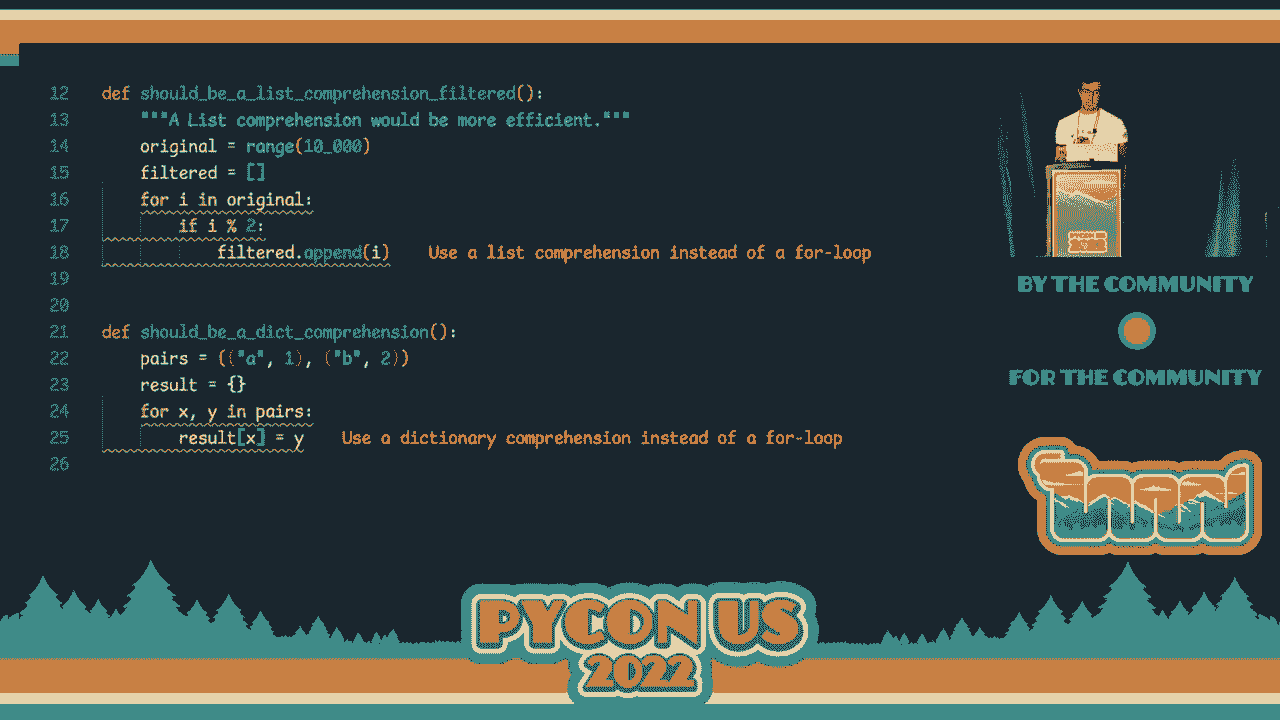 12 def should_be_a_list_comprehension_filtered():
13 """A List comprehension would be more efficient."""
14 original = range(10_000)
15 filtered = []
16 for i in original:
17 if i % 2:
18 filtered.append(i) Use a list comprehension instead of a for-loop
19
20
21 def should_be_a_dict_comprehension():
22 pairs = (("a", 1), ("b", 2))
23 result = {}
24 for x, y in pairs:
25 result[x] = y Use a dictionary comprehension instead of a for-loop
26
BY THE COMMUNITY
FOR THE COMMUNITY
PYCON US
2022